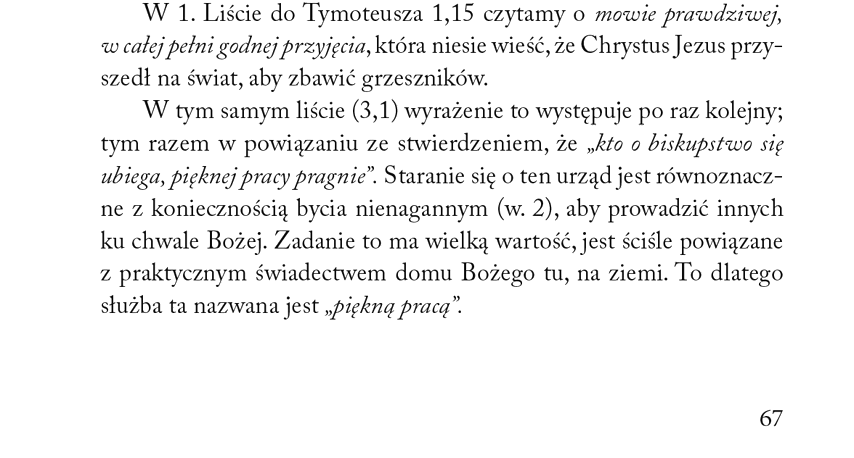 W 1. Liście do Tymoteusza 1,15 czytamy o mowie prawdziwej,
w całej pełni godnej przyjęcia, która niesie wieść, że Chrystus Jezus przy-
szedł na świat, aby zbawić grzeszników.
W tym samym liście (3,1) wyrażenie to występuje po raz kolejny;
tym razem w powiązaniu ze stwierdzeniem, że „kto o biskupstwo się
ubiega, pięknej pracy pragnie”. Staranie się o ten urząd jest równoznacz-
ne z koniecznością bycia nienagannym (w. 2), aby prowadzić innych
ku chwale Bożej. Zadanie to ma wielką wartość, jest ściśle powiązane
z praktycznym świadectwem domu Bożego tu, na ziemi. To dlatego
służba ta nazwana jest „piękną pracą”.
67